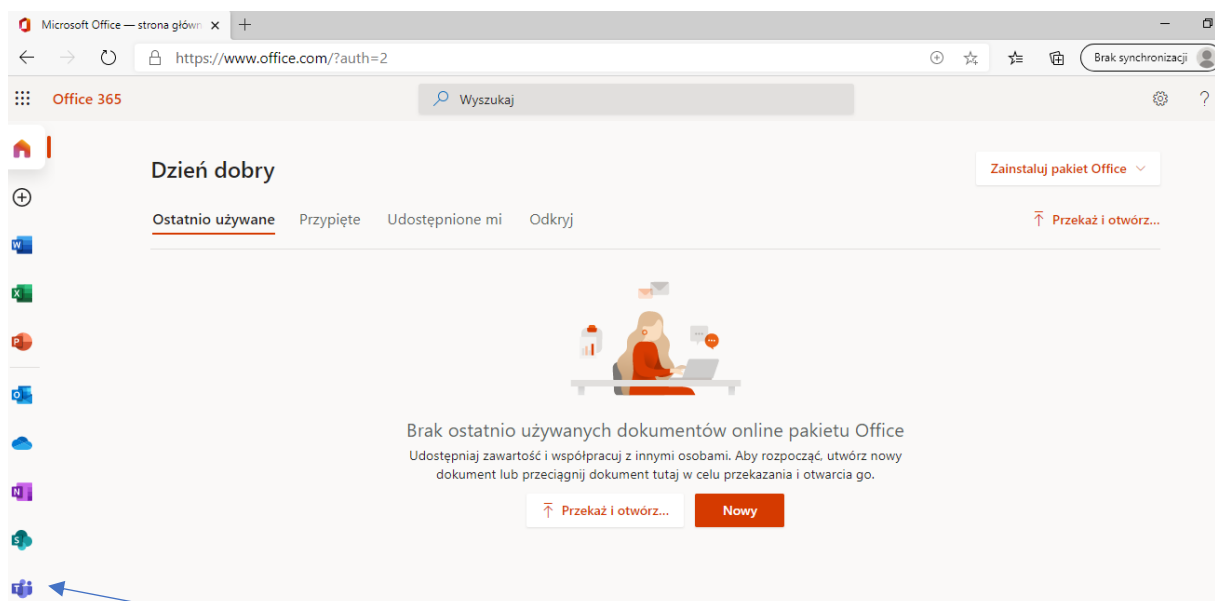 Microsoft Office — strona główn
https://www.office.com/?auth=2
Brak synchronizacji
Office 365
Wyszukaj
?
Dzień dobry
Zainstaluj pakiet Office
Ostatnio używane Przypięte Udostępnione mi Odkryj
Przekaż i otwórz...
Brak ostatnio używanych dokumentów online pakietu Office
Udostępniaj zawartość i współpracuj z innymi osobami. Aby rozpocząć, utwórz nowy
dokument lub przeciągnij dokument tutaj w celu przekazania i otwarcia go.
Przekaż i otwórz... Nowy